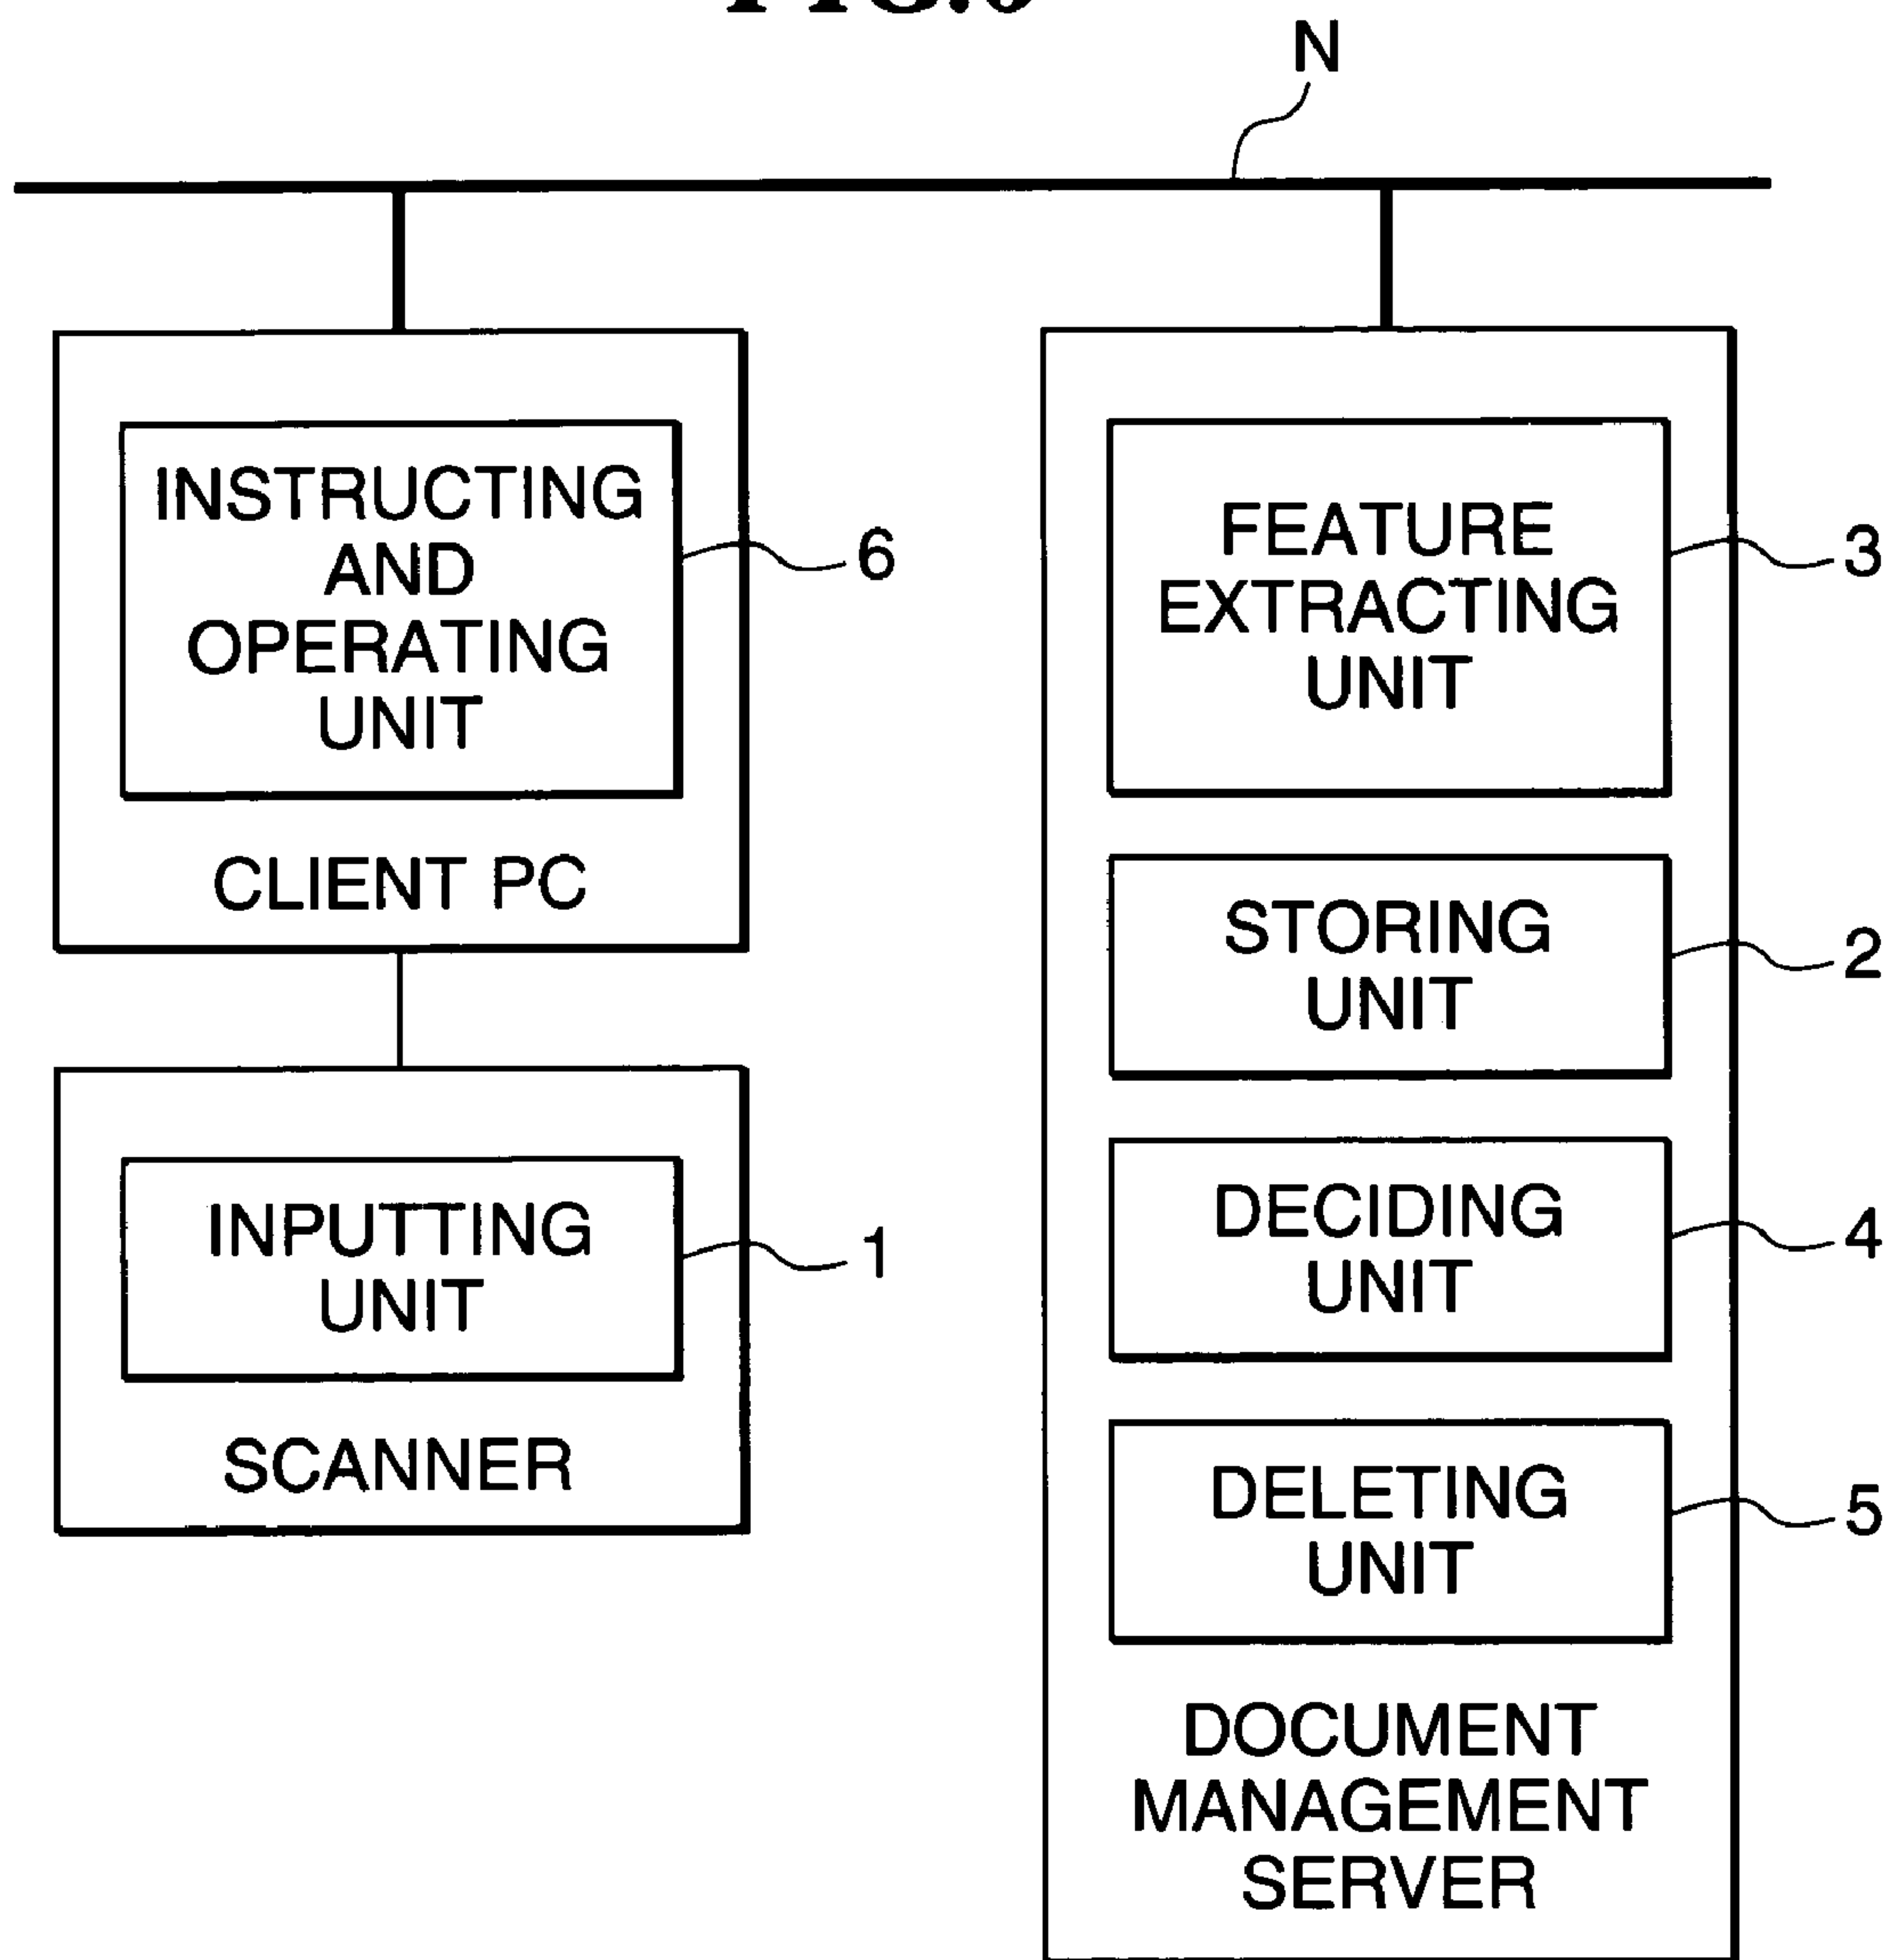 N
INSTRUCTING
AND
OPERATING
UNIT
6
CLIENT PC
INPUTTING
UNIT
1
SCANNER
FEATURE
EXTRACTING
UNIT
3
STORING
UNIT
2
DECIDING
UNIT
4
DELETING
UNIT
5
DOCUMENT
MANAGEMENT
SERVER